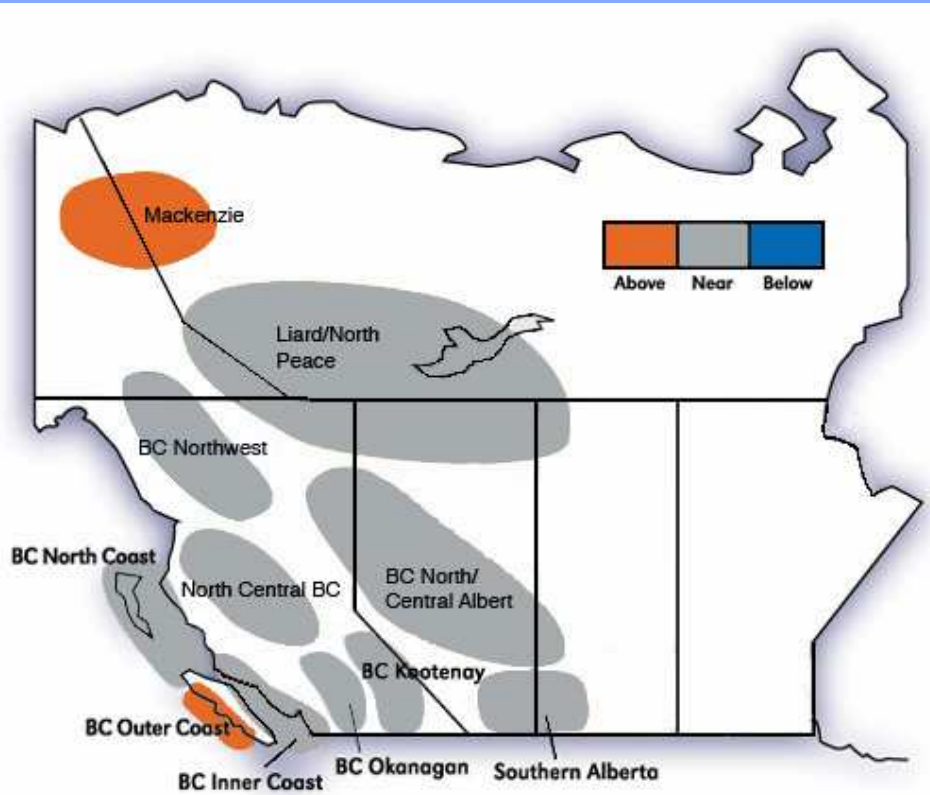 Mackenzie
Above Near Below
Liard/North
Peace
BC Northwest
BC North Coast
North Central BC
BC North/
Central Albert
BC Kootenay
BC Outer Coast
BC Okanagan
Southern Alberta
BC Inner Coast